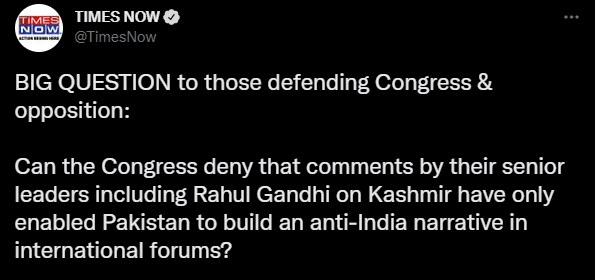 TIMES NOW
@TimesNow
TIMES
NOW
ACTION BEGINS HERE
BIG QUESTION to those defending Congress &
opposition:
Can the Congress deny that comments by their senior
leaders including Rahul Gandhi on Kashmir have only
enabled Pakistan to build an anti-India narrative in
international forums?